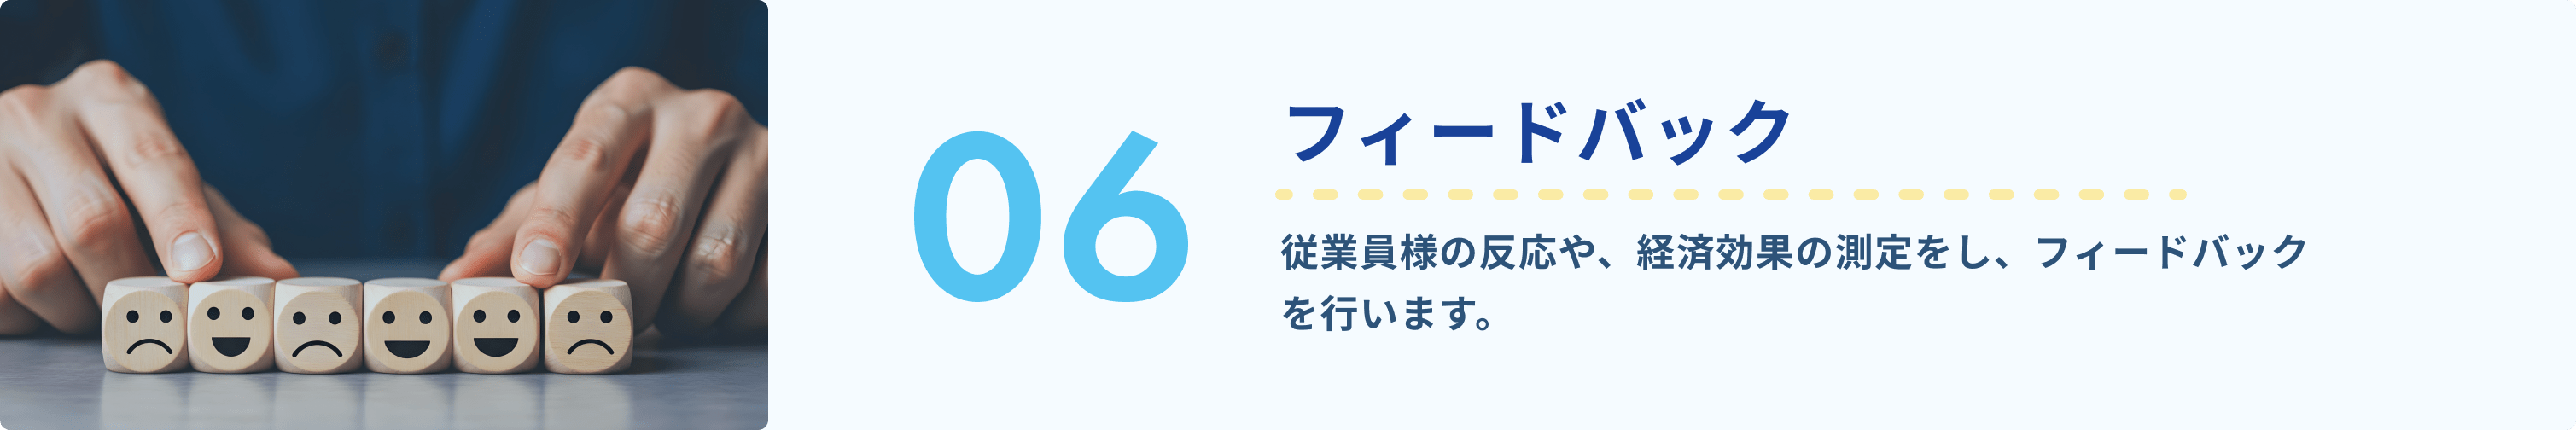 06
フィードバック
従業員様の反応や、経済効果の測定をし、フィードバック
を行います。